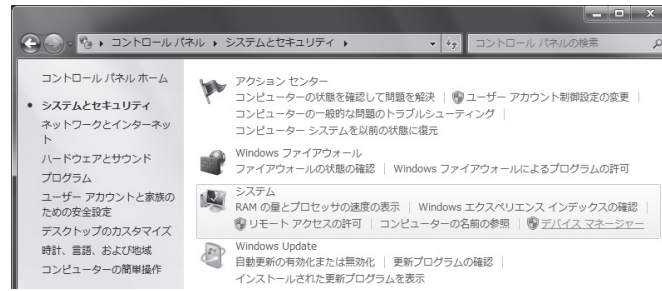 コントロール パネル ▸ システムとセキュリティ ▸
コントロール パネルの検索
コントロール パネル ホーム
• システムとセキュリティ
ネットワークとインターネッ
ト
ハードウェアとサウンド
プログラム
ユーザー アカウントと家族の
ための安全設定
デスクトップのカスタマイズ
時計、言語、および地域
コンピューターの簡単操作
アクション センター
コンピューターの状態を確認して問題を解決 | ユーザー アカウント制御設定の変更 |
コンピューターの一般的な問題のトラブルシューティング |
コンピューター システムを以前の状態に復元
Windows ファイアウォール
ファイアウォールの状態の確認 | Windows ファイアウォールによるプログラムの許可
システム
RAM の量とプロセッサの速度の表示 | Windows エクスペリエンス インデックスの確認 |
リモート アクセスの許可 | コンピューターの名前の参照 | デバイス マネージャー
Windows Update
自動更新の有効化または無効化 | 更新プログラムの確認 |
インストールされた更新プログラムを表示